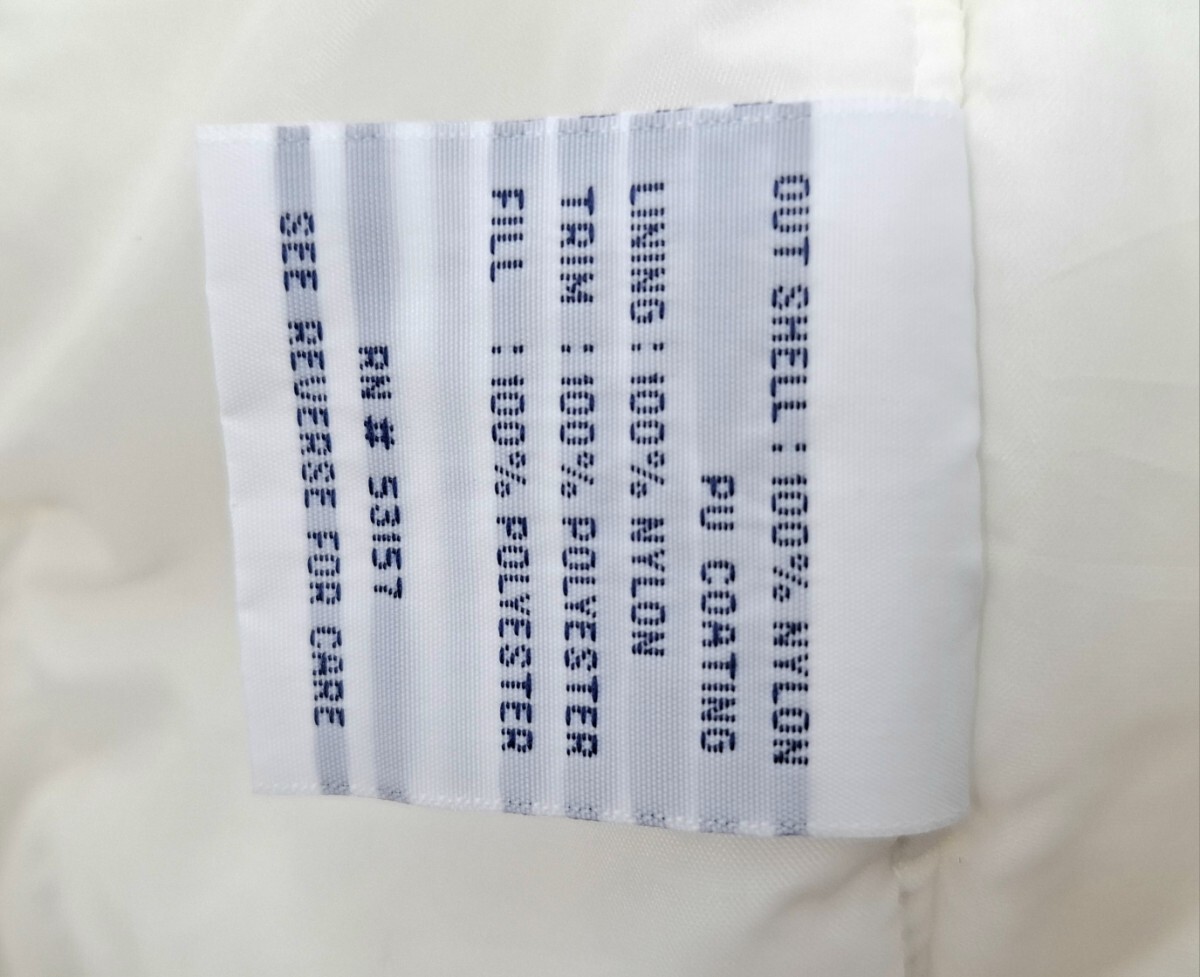 OUT SHELL : 100% NYLON
PU COATING
LINING : 100% NYLON
TRIM : 100% POLYESTER
FILL : 100% POLYESTER
RN # 53157
SEE REVERSE FOR CARE